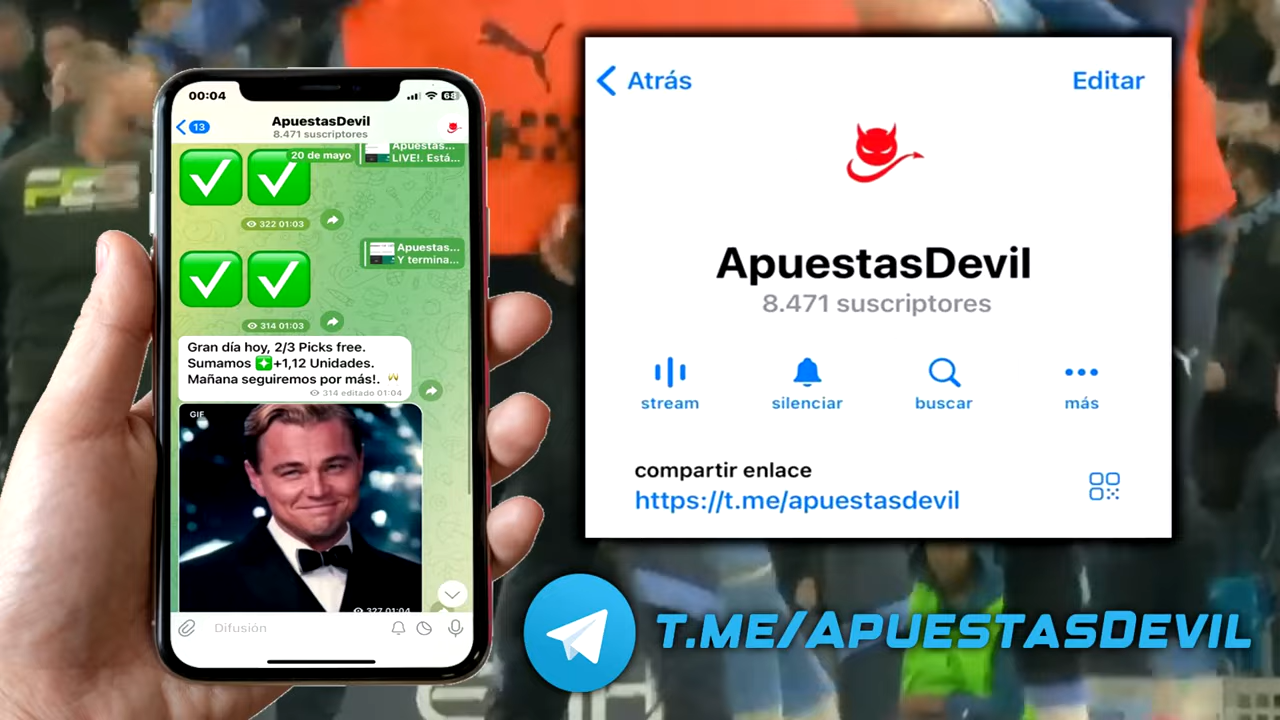 00:04
68
13
ApuestasDevil
8.471 suscriptores
20 de mayo
Apuestas...
LIVE!. Está...
322 01:03
Apuestas...
Y termina...
314 01:03
Gran día hoy, 2/3 Picks free.
Sumamos +1,12 Unidades.
Mañana seguiremos por más!.
314 editado 01:04
GIF
327 01:04
Difusión
Atrás
Editar
ApuestasDevil
8.471 suscriptores
stream
silenciar
buscar
más
compartir enlace
https://t.me/apuestasdevil
T.ME/APUESTASDEVIL